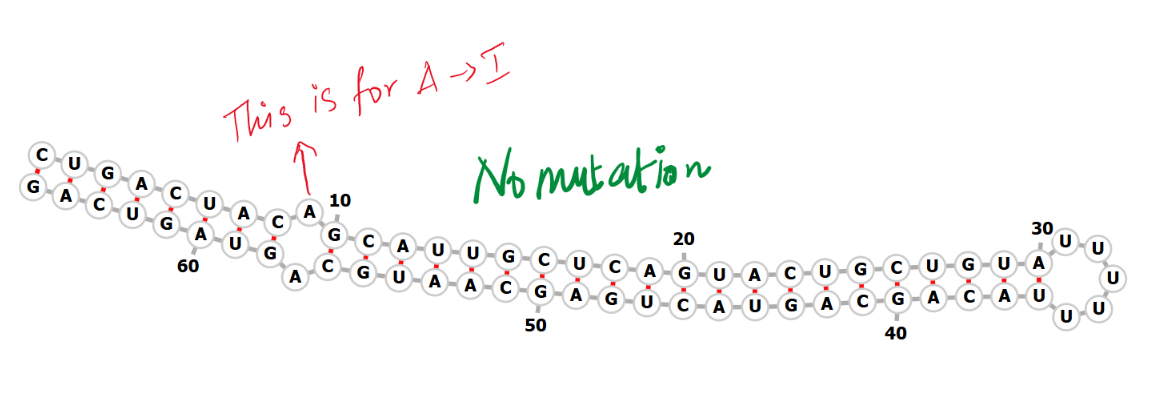 This is for A → I
No mutation
10
C U G A C U A C A G C A U U G C U C A G U A C U G C U G U A U U U
20
30
G A C U G A U G A C G U A A C G A G U C A U G A C G A C A U U U
60
50
40